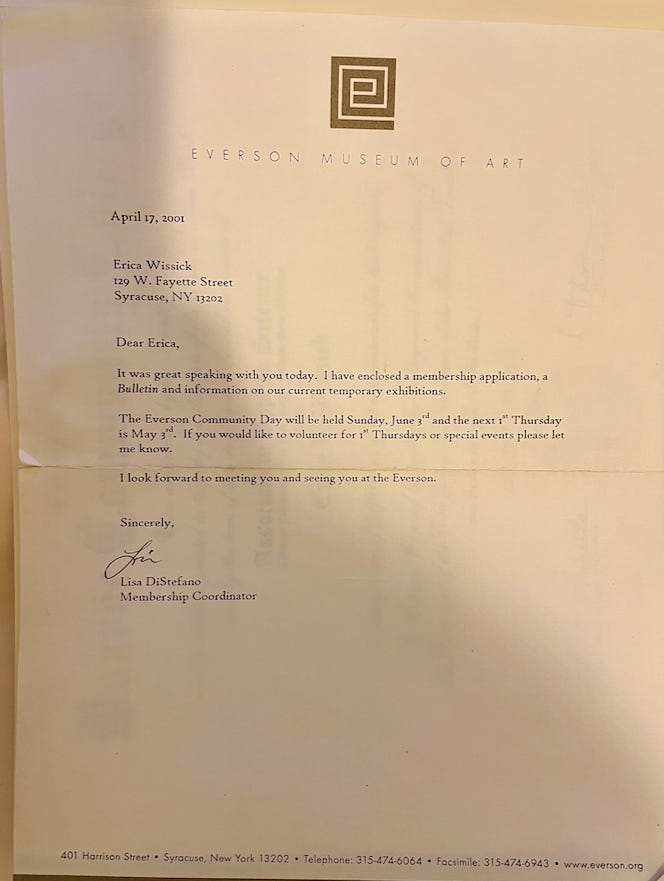 e
EVERSON MUSEUM OF ART
April 17, 2001
Erica Wissick
129 W. Fayette Street
Syracuse, NY 13202
Dear Erica,
It was great speaking with you today. I have enclosed a membership application, a
Bulletin and information on our current temporary exhibitions.
The Everson Community Day will be held Sunday, June 3rd and the next 1st Thursday
is May 3rd. If you would like to volunteer for 1st Thursdays or special events please let
me know.
I look forward to meeting you and seeing you at the Everson.
Sincerely,
Lisa DiStefano
Membership Coordinator
401 Harrison Street • Syracuse, New York 13202 • Telephone: 315-474-6064 • Facsimile: 315-474-6943 • www.everson.org